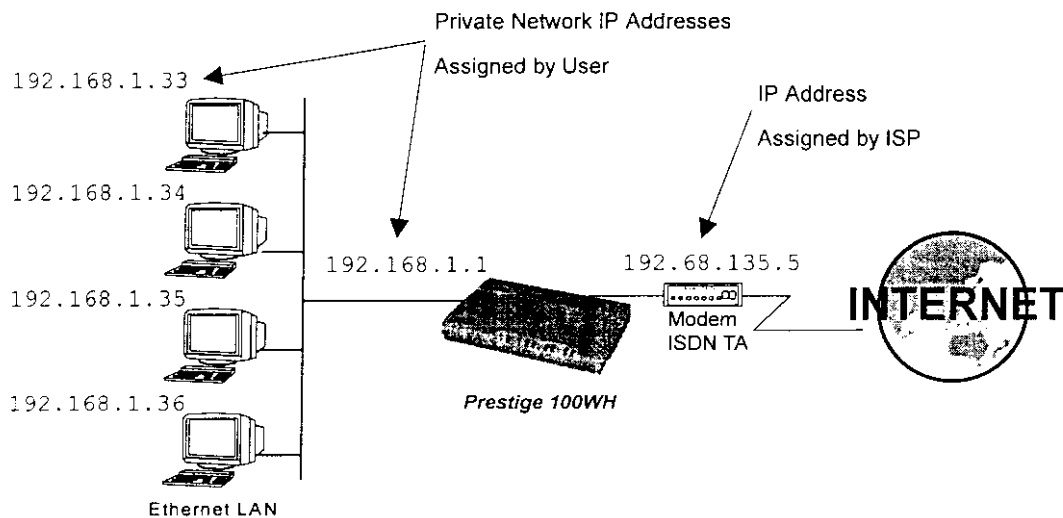 Private Network IP Addresses
Assigned by User
192.168.1.33
IP Address
Assigned by ISP
192.168.1.34
192.168.1.1
192.68.135.5
192.168.1.35
INTERNET
Modem
ISDN TA
192.168.1.36
Prestige 100WH
Ethernet LAN